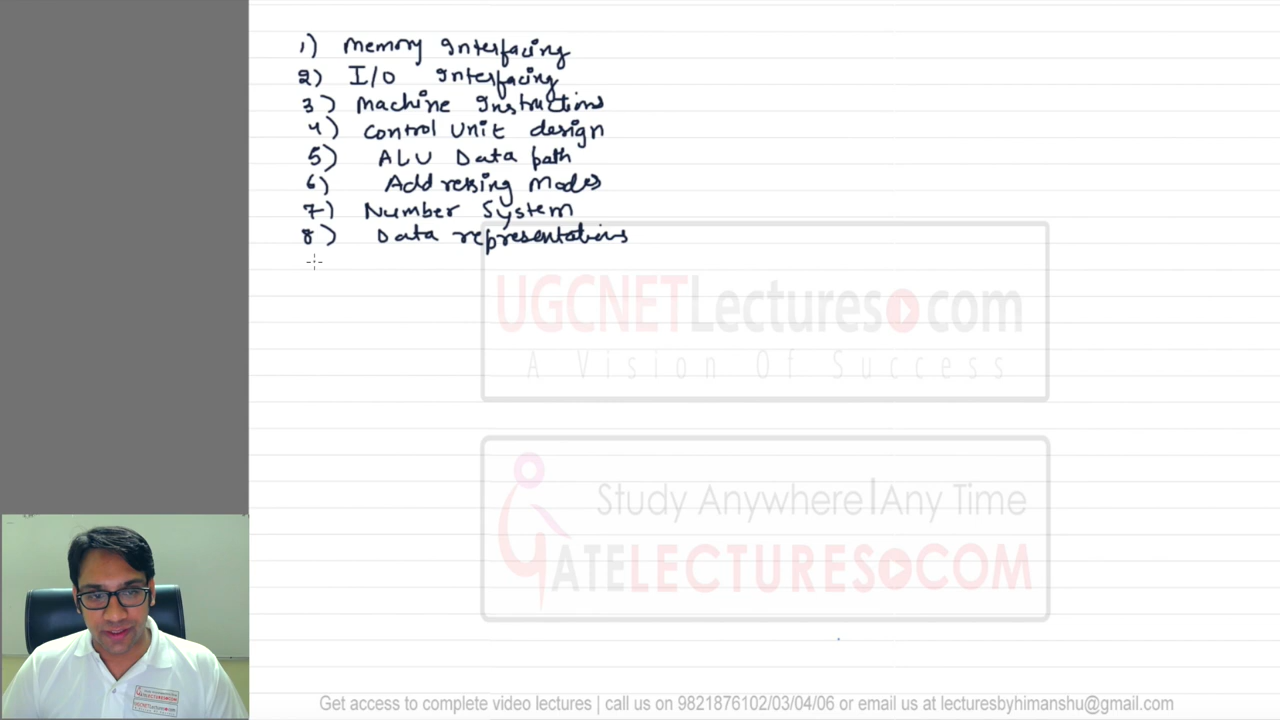 1) Memory Interfacing
2) I/O Interfacing
3) Machine Instructions
4) Control Unit design
5) ALU Data path
6) Addressing Modes
7) Number System
8) Data representations
UGCNETLectures.com
A Vision Of Success
Study Anywhere|Any Time
GATELECTURES.COM
Get access to complete video lectures | call us on 9821876102/03/04/06 or email us at lecturesbyhimanshu@gmail.com